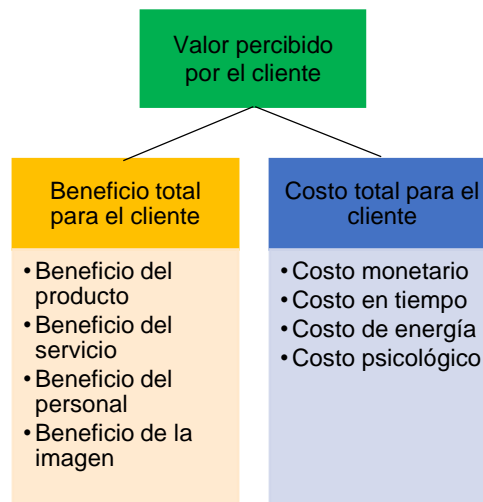 Valor percibido
por el cliente
Beneficio total
para el cliente
• Beneficio del
producto
• Beneficio del
servicio
• Beneficio del
personal
• Beneficio de la
imagen
Costo total para el
cliente
• Costo monetario
• Costo en tiempo
• Costo de energía
• Costo psicológico